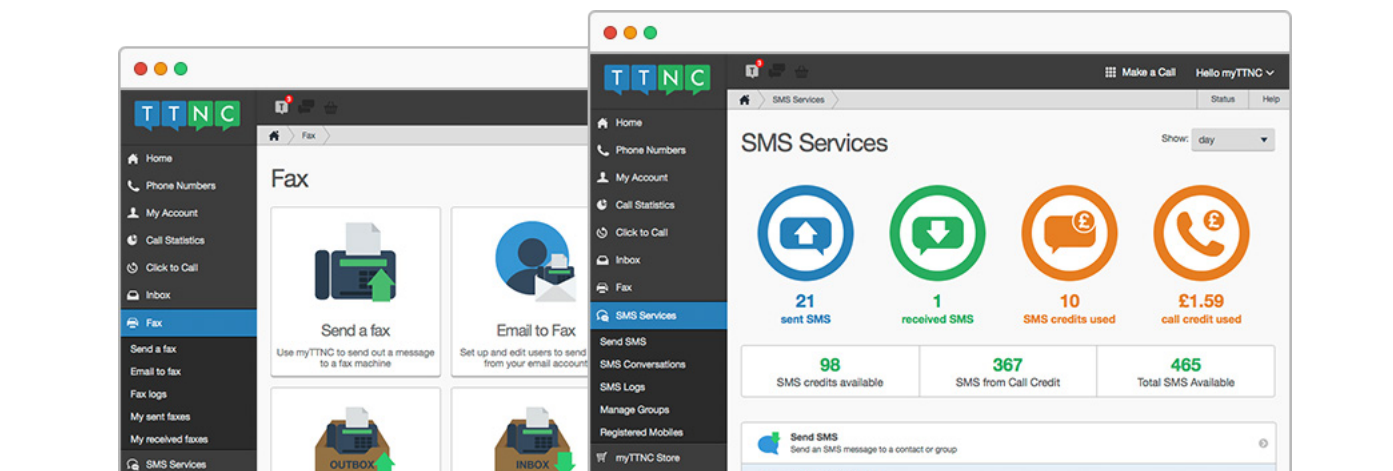 TTNC
Fax
Home
Phone Numbers
My Account
Call Statistics
Click to Call
Inbox
Fax
Send a fax
Email to fax
Fax logs
My sent faxes
My received faxes
SMS Services
Fax
Send a fax
Use myTTNC to send out a message
to a fax machine
Email to Fax
Set up and edit users to send
from your email account
OUTBOX
INBOX
TTNC
Make a Call
Hello myTTNC
SMS Services
Status
Help
Home
Phone Numbers
My Account
Call Statistics
Click to Call
Inbox
Fax
SMS Services
Send SMS
SMS Conversations
SMS Logs
Manage Groups
Registered Mobiles
myTTNC Store
SMS Services
Show:
day
21
sent SMS
1
received SMS
£
10
SMS credits used
£
£1.59
call credit used
98
SMS credits available
367
SMS from Call Credit
465
Total SMS Available
Send SMS
Send an SMS message to a contact or group